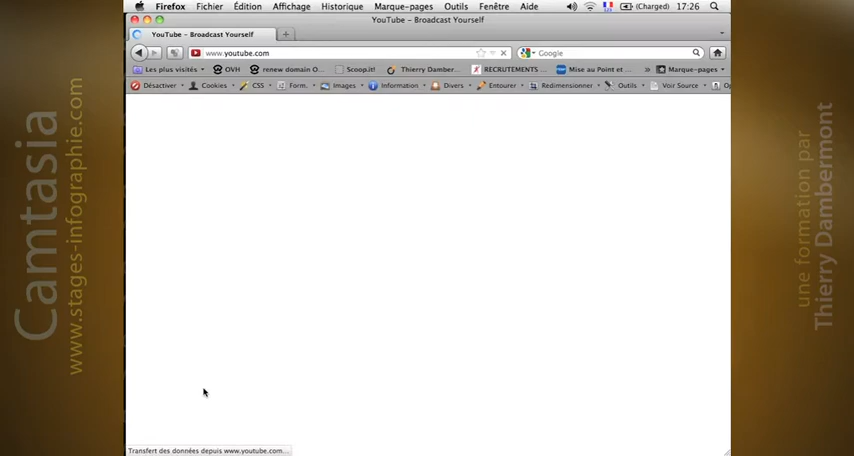 Firefox Fichier Édition Affichage Historique Marque-pages Outils Fenêtre Aide (Charged) 17:26
YouTube – Broadcast Yourself
YouTube – Broadcast Yourself
www.youtube.com Google
Les plus visités OVH renew domain O... Scoop.it! Thierry Damber... RECRUTEMENTS ... Mise au Point et ... » Marque-pages
Désactiver Cookies CSS Form. Images Information Divers Entourer Redimensionner Outils Voir Source Op
Camtasia
www.stages-infographie.com
une formation par
Thierry Dambermont
Transfert des données depuis www.youtube.com...